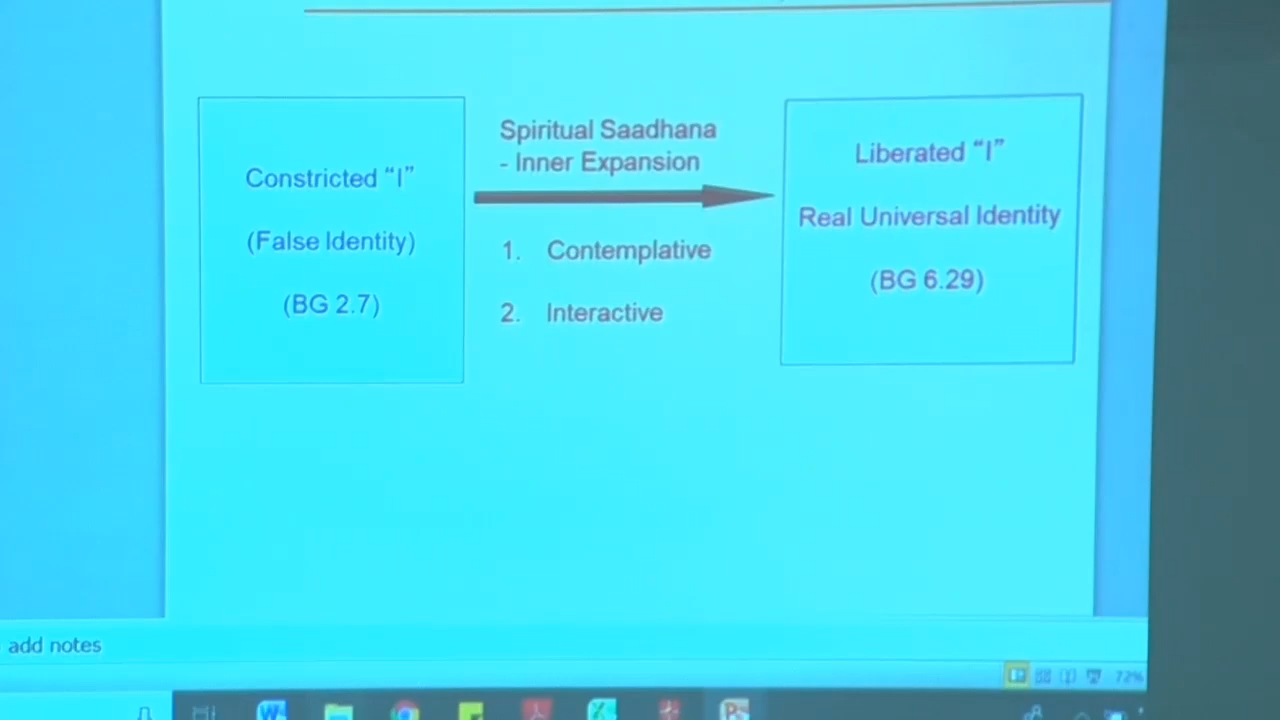 Constricted “I”
(False Identity)
(BG 2.7)
Spiritual Saadhana
- Inner Expansion
1. Contemplative
2. Interactive
Liberated “I”
Real Universal Identity
(BG 6.29)
add notes
72%